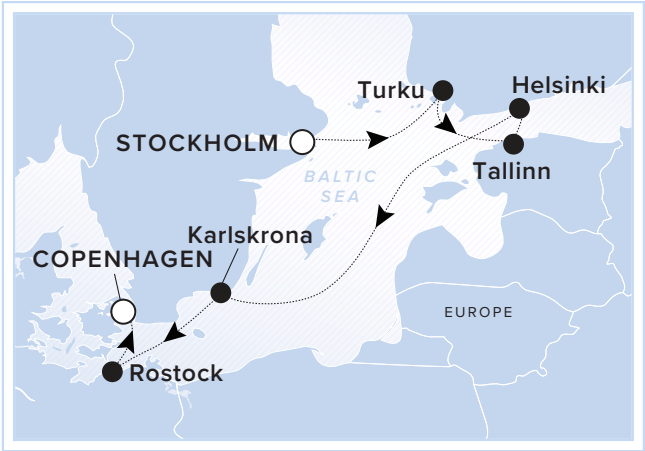 Turku
Helsinki
STOCKHOLM
Tallinn
BALTIC
SEA
Karlskrona
COPENHAGEN
EUROPE
Rostock